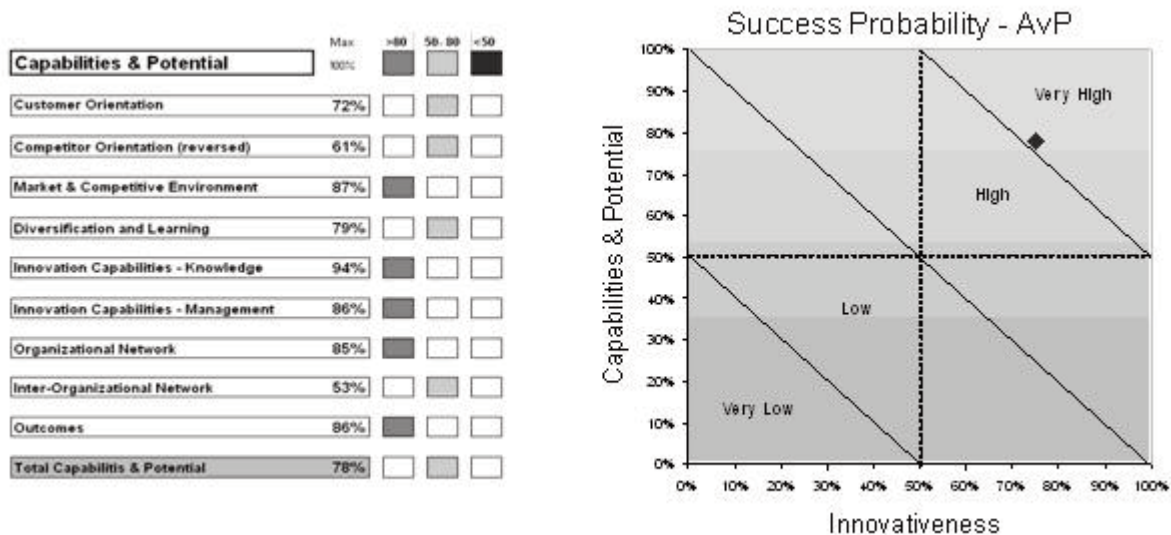 Max >80 50-80 <50
Capabilities & Potential 100%
Customer Orientation 72%
Competitor Orientation (reversed) 61%
Market & Competitive Environment 87%
Diversification and Learning 79%
Innovation Capabilities - Knowledge 94%
Innovation Capabilities - Management 86%
Organizational Network 85%
Inter-Organizational Network 53%
Outcomes 86%
Total Capabilitis & Potential 78%
Success Probability - AvP
Capabilities & Potential
100%
90%
80%
70%
60%
50%
40%
30%
20%
10%
0%
Very High
High
Low
Very Low
0% 10% 20% 30% 40% 50% 60% 70% 80% 90% 100%
Innovativeness